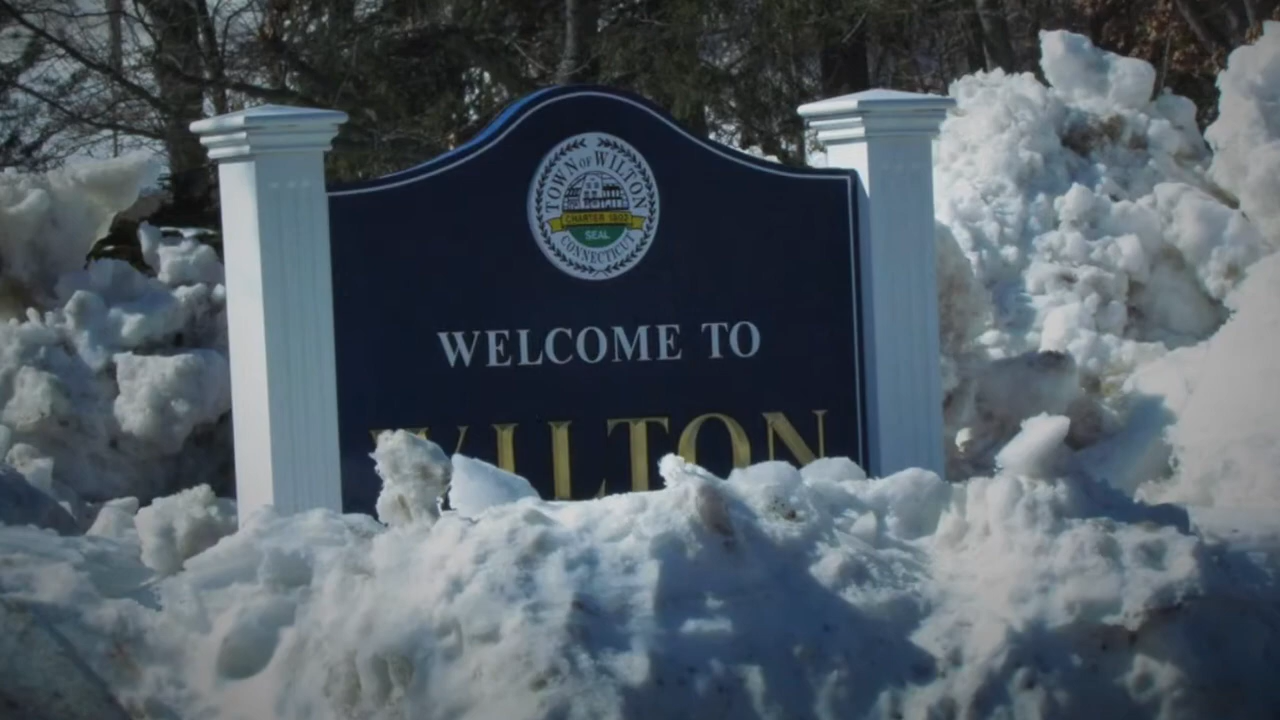 TOWN OF WILTON
CHARTER 1802
SEAL
CONNECTICUT
WELCOME TO
WILTON